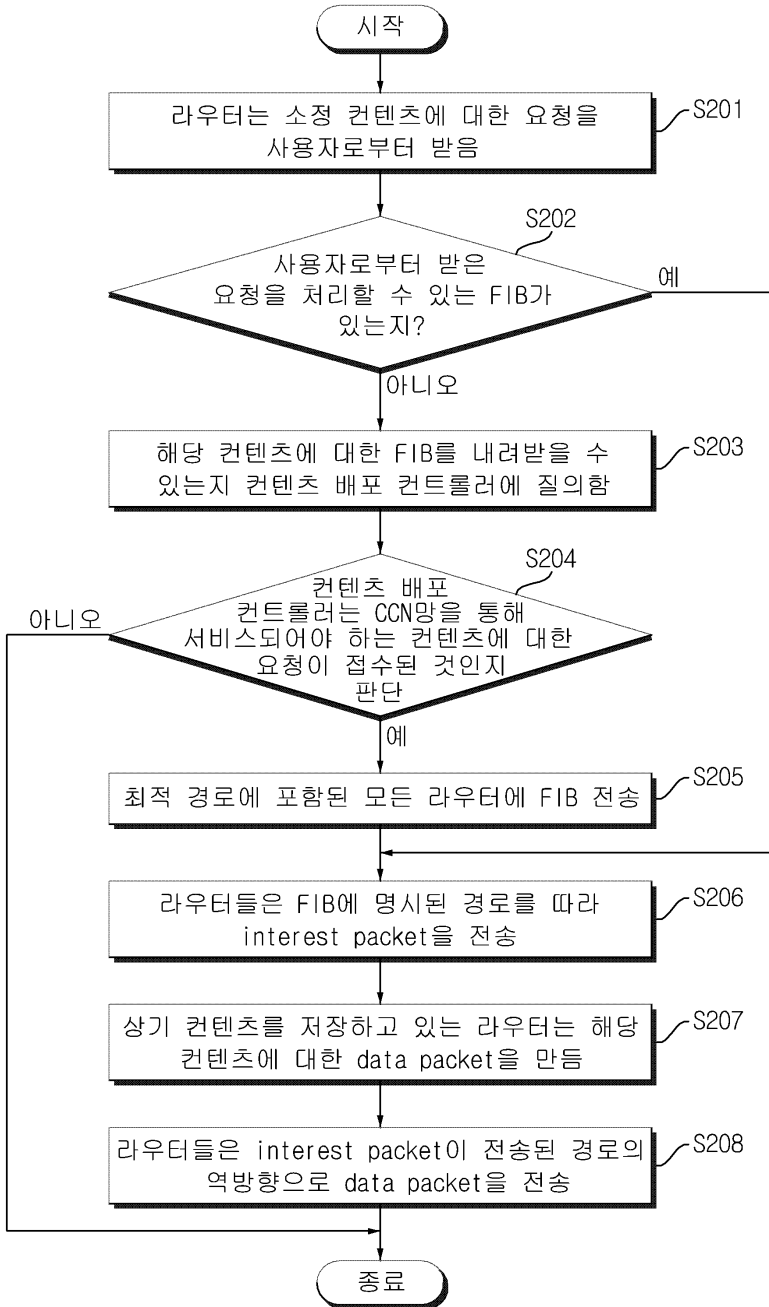 시작
라우터는 소정 컨텐츠에 대한 요청을
사용자로부터 받음
S201
S202
사용자로부터 받은
요청을 처리할 수 있는 FIB가
있는지?
예
아니오
해당 컨텐츠에 대한 FIB를 내려받을 수
있는지 컨텐츠 배포 컨트롤러에 질의함
S203
S204
컨텐츠 배포
컨트롤러는 CCN망을 통해
서비스되어야 하는 컨텐츠에 대한
요청이 접수된 것인지
판단
아니오
예
최적 경로에 포함된 모든 라우터에 FIB 전송
S205
라우터들은 FIB에 명시된 경로를 따라
interest packet을 전송
S206
상기 컨텐츠를 저장하고 있는 라우터는 해당
컨텐츠에 대한 data packet을 만듬
S207
라우터들은 interest packet이 전송된 경로의
역방향으로 data packet을 전송
S208
종료